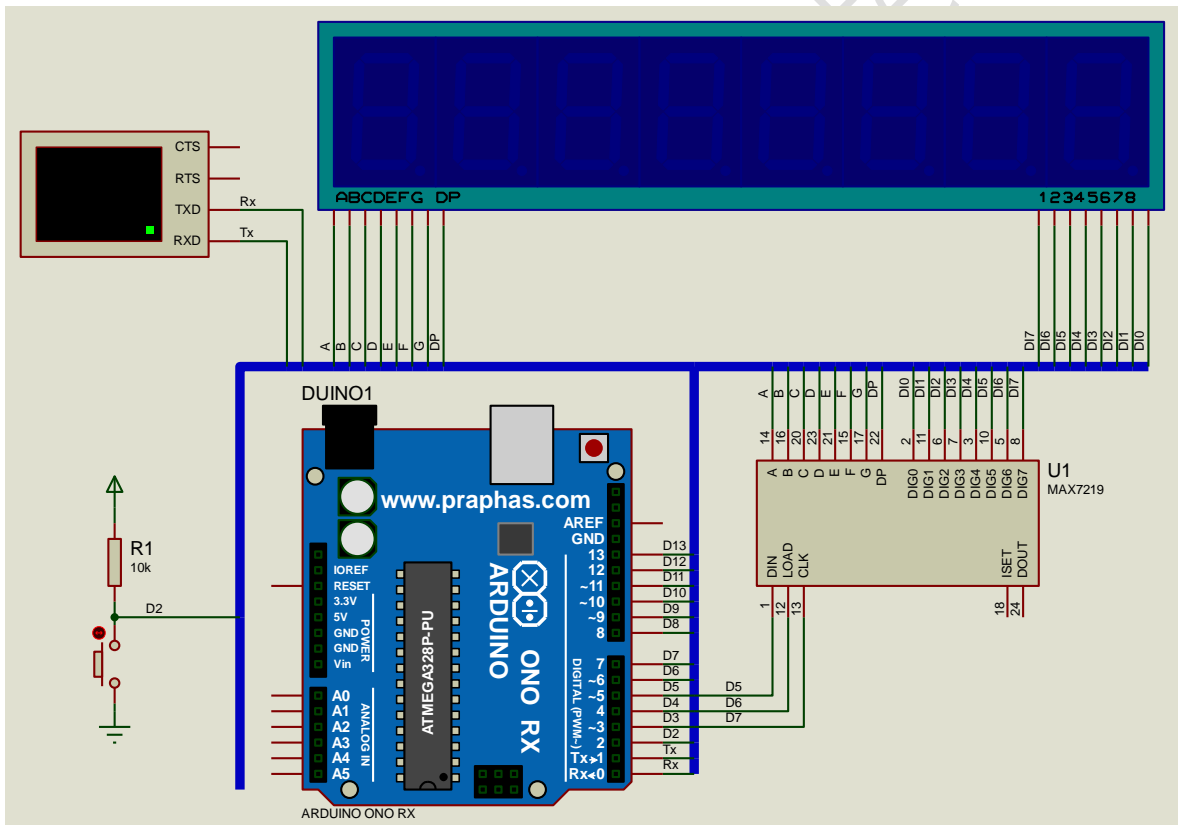 CTS
RTS
TXD
RXD
Rx
Tx
ABCDEFG DP
12345678
A
B
C
D
E
F
G
DP
DI7
DI6
DI5
DI4
DI3
DI2
DI1
DI0
DUINO1
www.praphas.com
AREF
GND
13
12
~11
~10
~9
8
7
~6
~5
4
~3
2
Tx▸1
Rx◂0
D13
D12
D11
D10
D9
D8
D7
D6
D5
D4
D3
D2
Tx
Rx
IOREF
RESET
3.3V
5V
GND
GND
Vin
POWER
A0
A1
A2
A3
A4
A5
ANALOG IN
ATMEGA328P-PU
ARDUINO
ONO RX
DIGITAL (PWM~)
ARDUINO ONO RX
R1
10k
D2
D5
D6
D7
A
B
C
D
E
F
G
DP
DI0
DI1
DI2
DI3
DI4
DI5
DI6
DI7
14
16
20
23
21
15
17
22
2
11
6
7
3
10
5
8
A
B
C
D
E
F
G
DP
DIG0
DIG1
DIG2
DIG3
DIG4
DIG5
DIG6
DIG7
U1
MAX7219
DIN
LOAD
CLK
ISET
DOUT
1
12
13
18
24